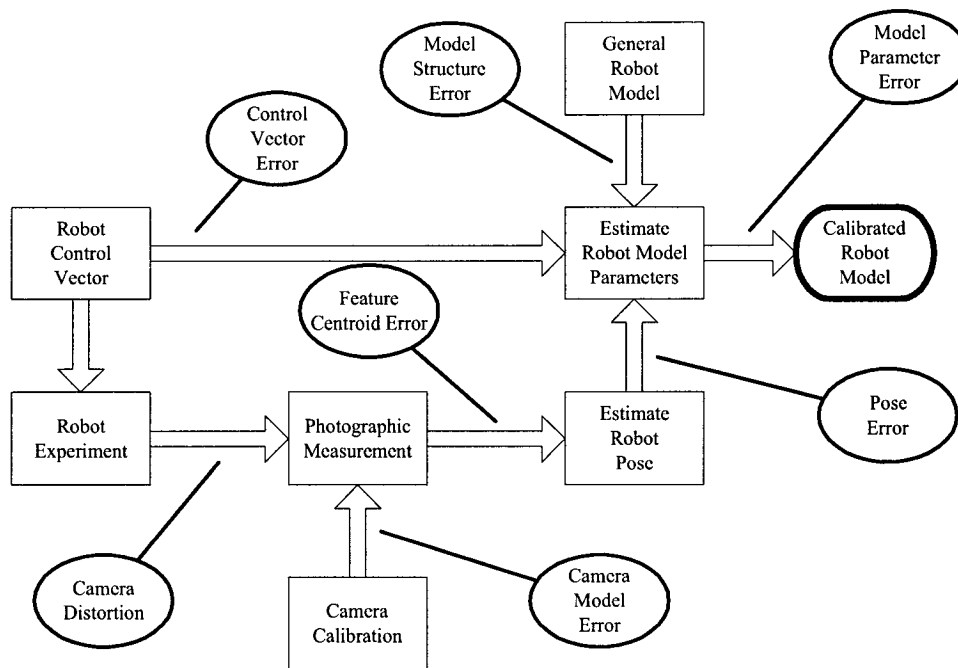 Model
Structure
Error
General
Robot
Model
Model
Parameter
Error
Control
Vector
Error
Robot
Control
Vector
Estimate
Robot Model
Parameters
Calibrated
Robot
Model
Feature
Centroid Error
Robot
Experiment
Photographic
Measurement
Estimate
Robot
Pose
Pose
Error
Camera
Distortion
Camera
Calibration
Camera
Model
Error